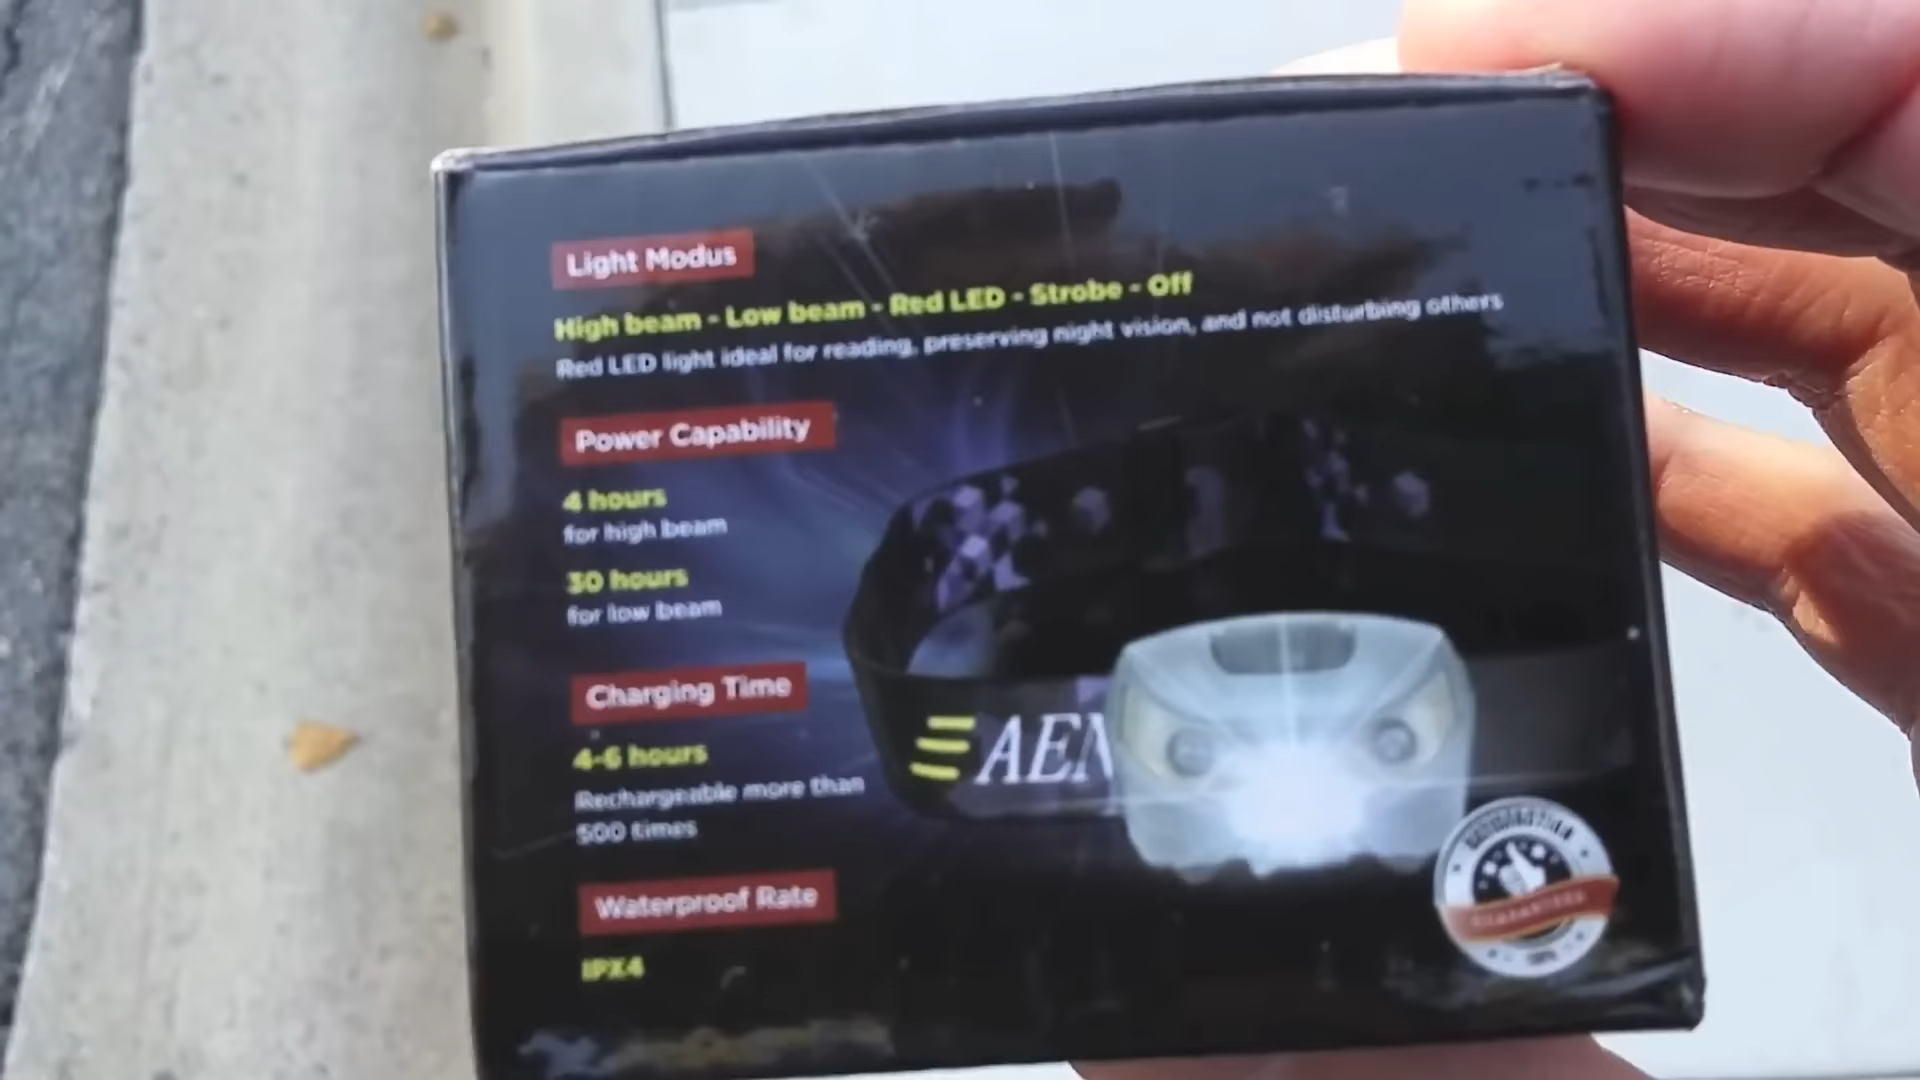 Light Modus
High beam - Low beam - Red LED - Strobe - Off
Red LED light ideal for reading, preserving night vision, and not disturbing others
Power Capability
4 hours
for high beam
30 hours
for low beam
Charging Time
4-6 hours
Rechargeable more than
500 times
Waterproof Rate
IPX4
AEN
GUARANTEED